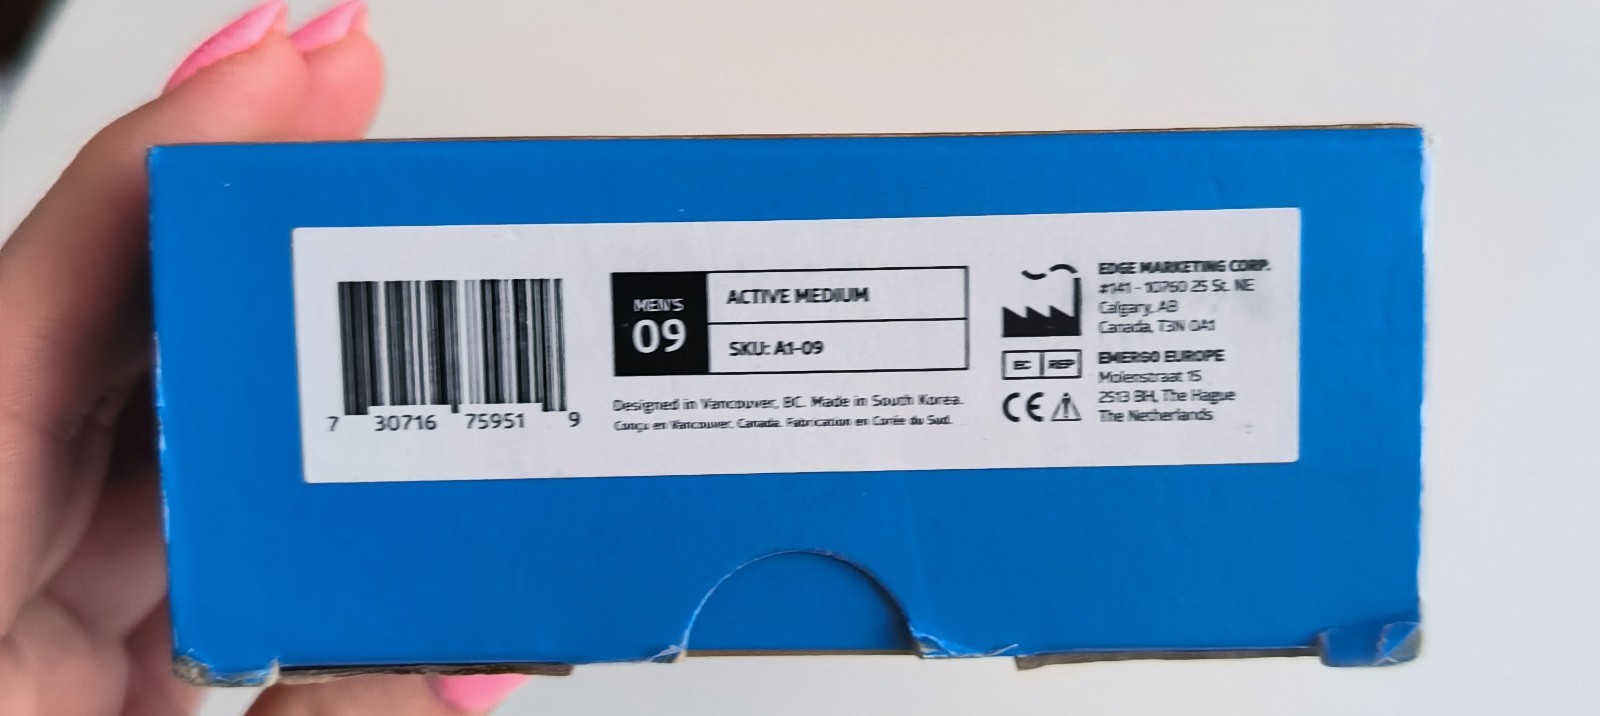 7 30716 75951 9
MEN'S
09
ACTIVE MEDIUM
SKU: A1-09
Designed in Vancouver, BC. Made in South Korea.
Conçu en Vancouver, Canada. Fabrication en Corée du Sud.
EDGE MARKETING CORP.
#141 - 10760 25 St. NE
Calgary, AB
Canada, T3N 0A1
EC REP
EMERGO EUROPE
Molenstraat 15
2513 BH, The Hague
The Netherlands
CE